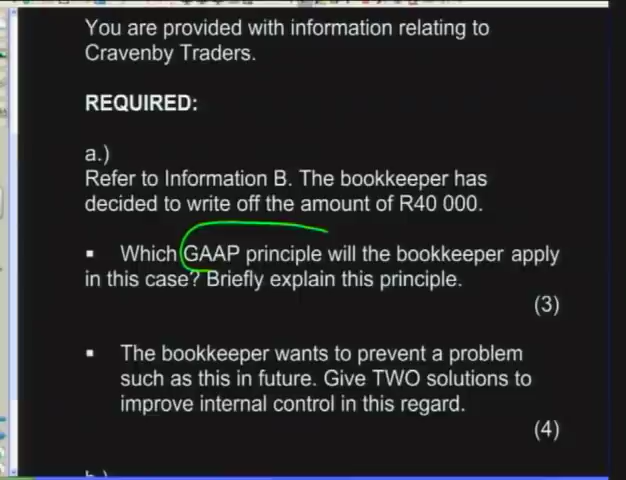 You are provided with information relating to
Cravenby Traders.
REQUIRED:
a.)
Refer to Information B. The bookkeeper has
decided to write off the amount of R40 000.
▪ Which GAAP principle will the bookkeeper apply
in this case? Briefly explain this principle.
(3)
▪ The bookkeeper wants to prevent a problem
such as this in future. Give TWO solutions to
improve internal control in this regard.
(4)